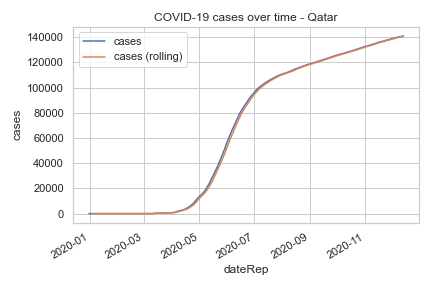 COVID-19 cases over time - Qatar
cases
cases (rolling)
140000
120000
100000
80000
60000
40000
20000
0
cases
2020-01
2020-03
2020-05
2020-07
2020-09
2020-11
dateRep